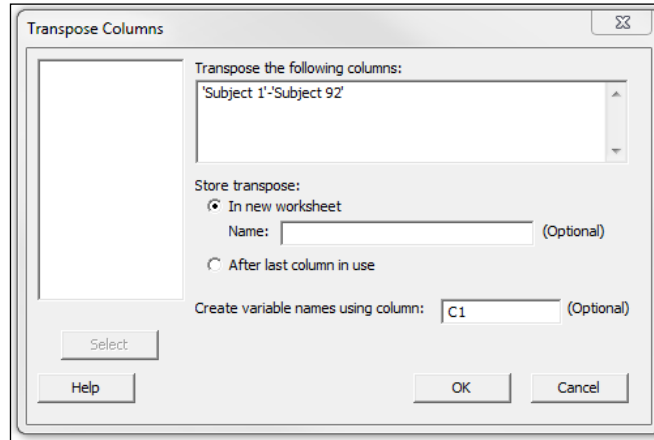 Transpose Columns
Transpose the following columns:
'Subject 1'-'Subject 92'
Store transpose:
In new worksheet
Name: (Optional)
After last column in use
Create variable names using column: C1 (Optional)
Select
Help OK Cancel